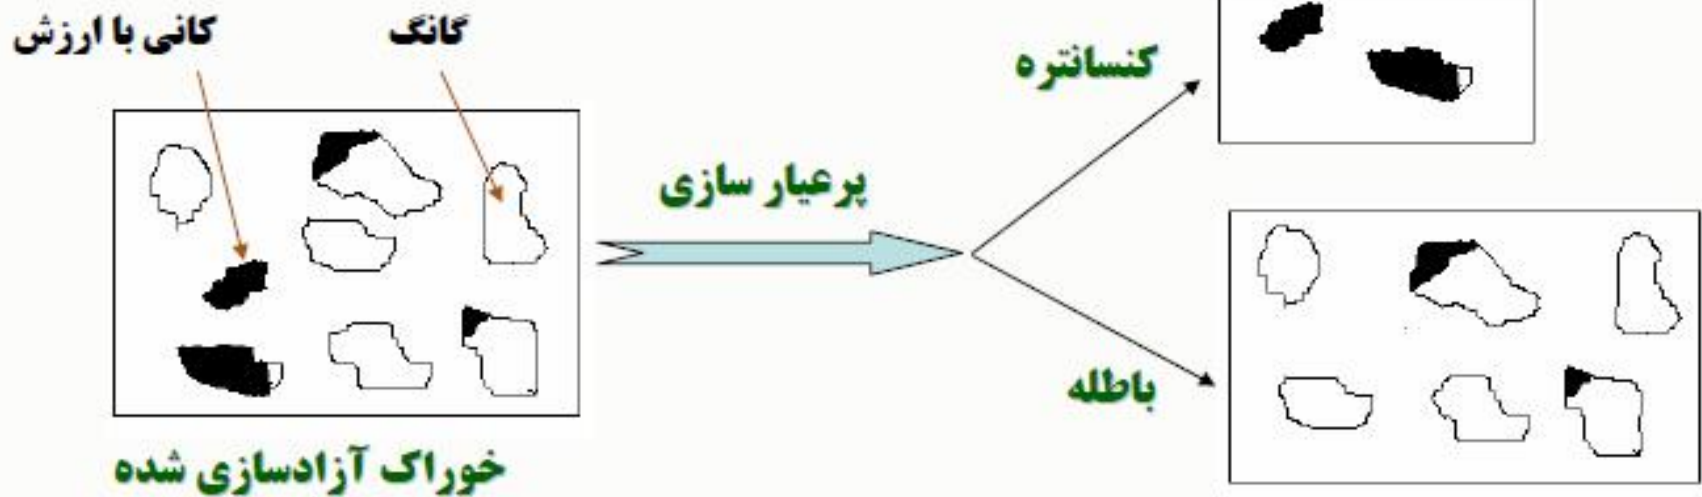 کانی با ارزش
گانگ
کنسانتره
پرعیار سازی
باطله
خوراک آزادسازی شده